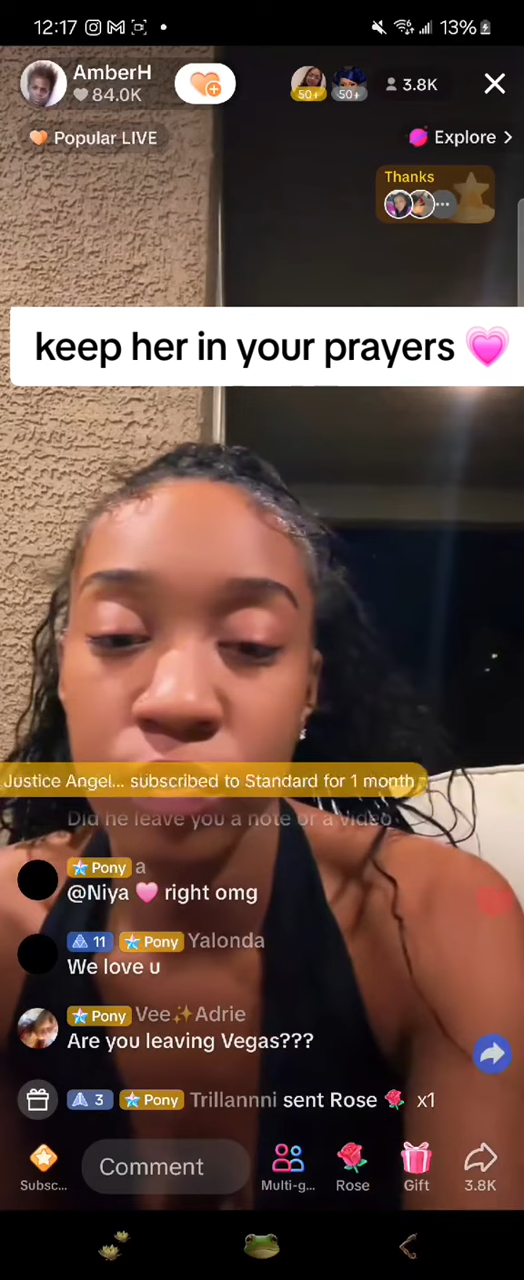 12:17
13%
AmberH
84.0K
50+
50+
3.8K
Popular LIVE
Explore >
Thanks
keep her in your prayers 💗
Justice Angel... subscribed to Standard for 1 month
Did he leave you a note or a video
Pony a
@Niya 💗 right omg
11 Pony Yalonda
We love u
Pony Vee✨Adrie
Are you leaving Vegas???
3 Pony Trillannni sent Rose 🌹 x1
Comment
Subsc...
Multi-g...
Rose
Gift
3.8K